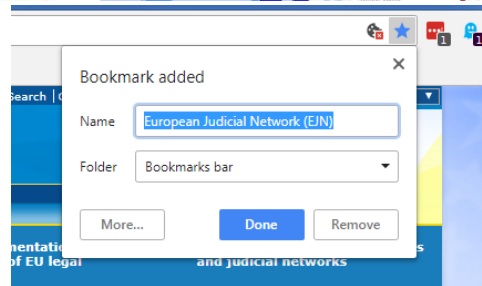 Bookmark added
Search
Name European Judicial Network (EJN)
Folder Bookmarks bar
More... Done Remove
of EU legal and judicial networks
1
1